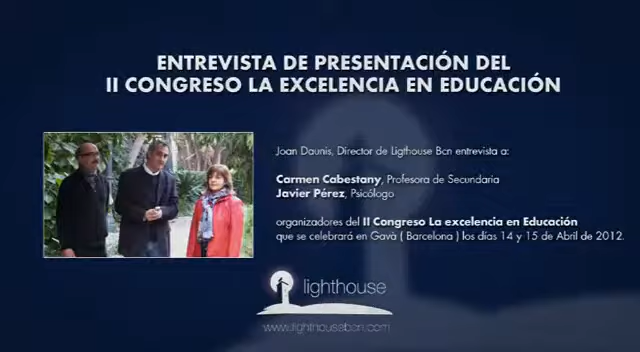 ENTREVISTA DE PRESENTACIÓN DEL
II CONGRESO LA EXCELENCIA EN EDUCACIÓN
Joan Daunis, Director de Ligthouse Bcn entrevista a:
Carmen Cabestany, Profesora de Secundaria
Javier Pérez, Psicólogo
organizadores del II Congreso La excelencia en Educación
que se celebrará en Gavà ( Barcelona ) los días 14 y 15 de Abril de 2012.
lighthouse
www.lighthousebcn.com